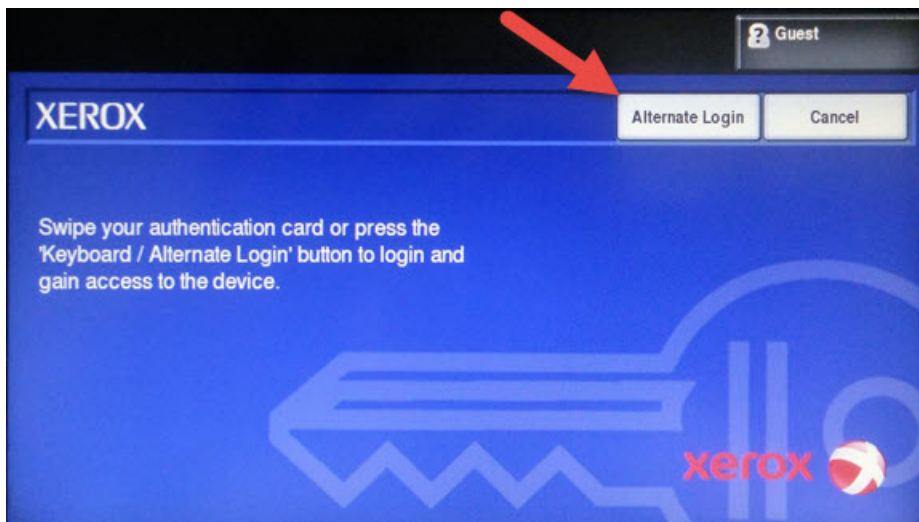 Guest
XEROX
Alternate Login
Cancel
Swipe your authentication card or press the
'Keyboard / Alternate Login' button to login and
gain access to the device.
xerox